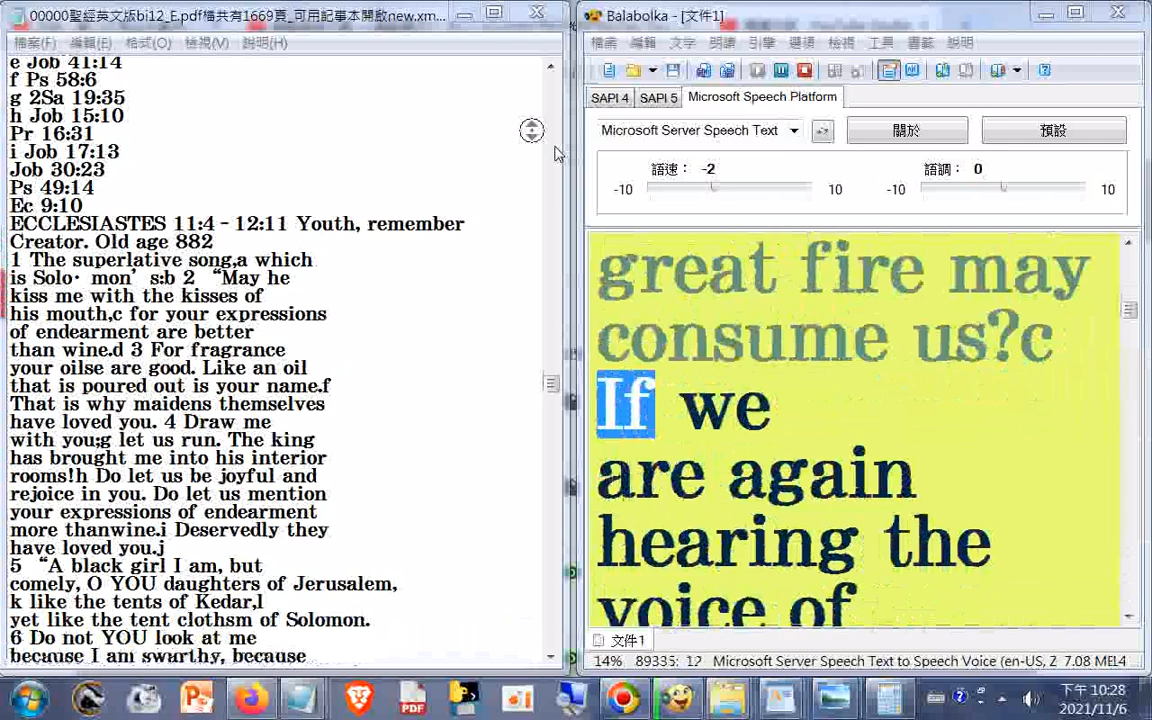 00000聖經英文版bi12_E.pdf檔共有1669頁_可用記事本開啟new.xm...
檔案(F) 編輯(E) 格式(O) 檢視(V) 說明(H)
e Job 41:14
f Ps 58:6
g 2Sa 19:35
h Job 15:10
Pr 16:31
i Job 17:13
Job 30:23
Ps 49:14
Ec 9:10
ECCLESIASTES 11:4 - 12:11 Youth, remember
Creator. Old age 882
1 The superlative song,a which
is Solo·mon’s:b 2 “May he
kiss me with the kisses of
his mouth,c for your expressions
of endearment are better
than wine.d 3 For fragrance
your oilse are good. Like an oil
that is poured out is your name.f
That is why maidens themselves
have loved you. 4 Draw me
with you;g let us run. The king
has brought me into his interior
rooms!h Do let us be joyful and
rejoice in you. Do let us mention
your expressions of endearment
more thanwine.i Deservedly they
have loved you.j
5 “A black girl I am, but
comely, O YOU daughters of Jerusalem,
k like the tents of Kedar,l
yet like the tent clothsm of Solomon.
6 Do not YOU look at me
because I am swarthy, because
Balabolka - [文件1]
檔案 編輯 文字 朗讀 引擎 選項 檢視 工具 書籤 說明
SAPI 4 SAPI 5 Microsoft Speech Platform
Microsoft Server Speech Text 關於 預設
語速： -2 語調： 0
-10 10 -10 10
great fire may
consume us?c
If we
are again
hearing the
voice of
文件1
14% 89335: 12 Microsoft Server Speech Text to Speech Voice (en-US, Z 7.08 MB
PDF
下午 10:28
2021/11/6